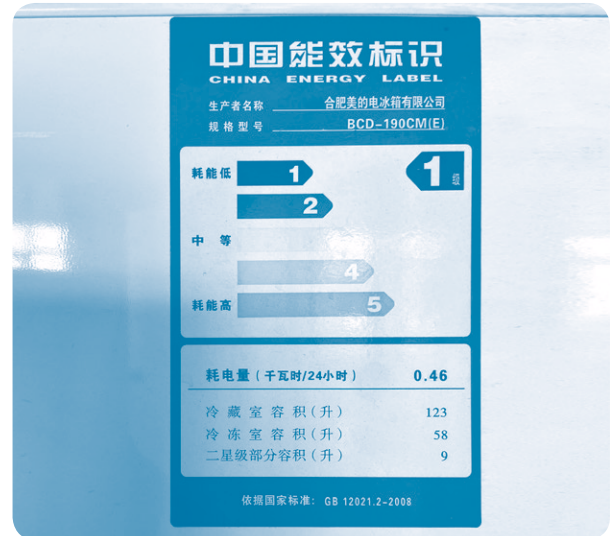 中国能效标识
CHINA ENERGY LABEL
生产者名称 合肥美的电冰箱有限公司
规格型号 BCD-190CM(E)
耗能低 1 1级
2
中等
4
耗能高 5
耗电量(千瓦时/24小时) 0.46
冷藏室容积(升) 123
冷冻室容积(升) 58
二星级部分容积(升) 9
依据国家标准: GB 12021.2-2008